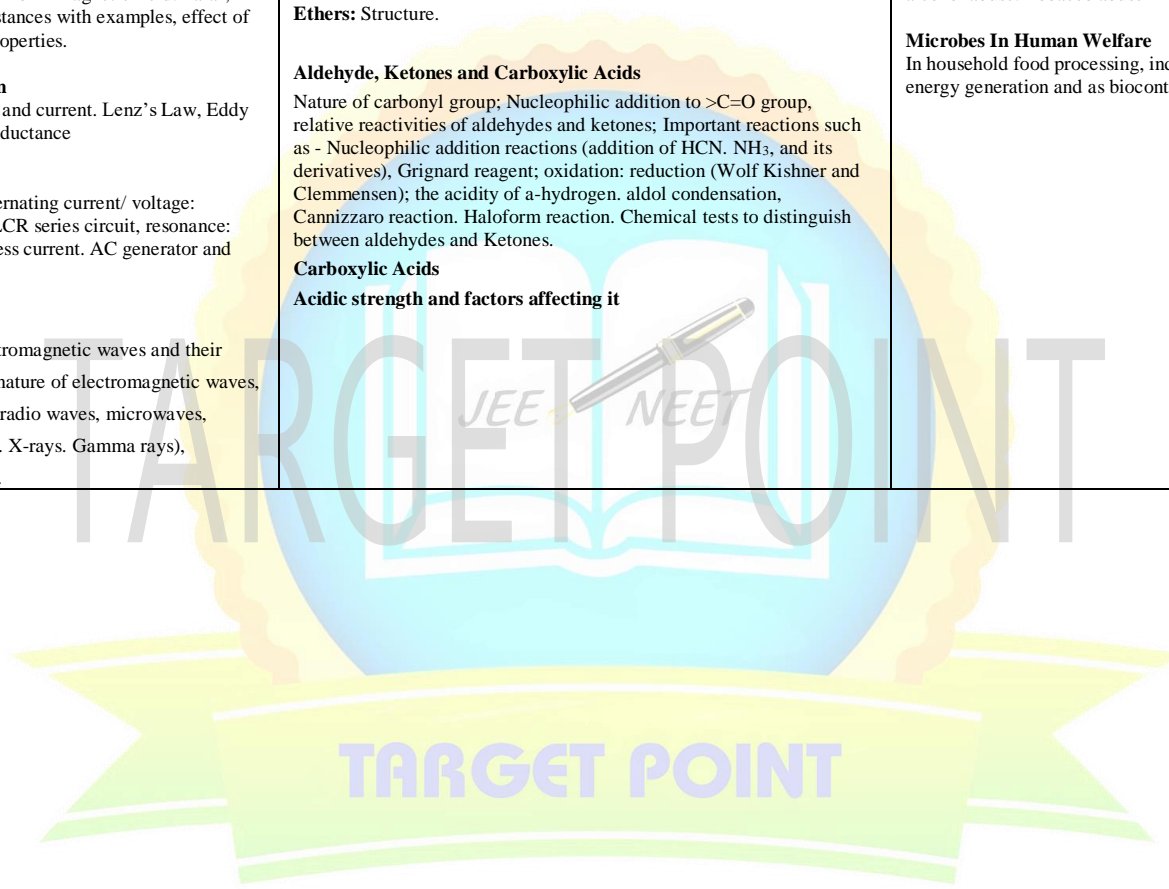 stances with examples, effect of
operties.
n
and current. Lenz's Law, Eddy
ductance
ernating current/ voltage:
LCR series circuit, resonance:
ess current. AC generator and
tromagnetic waves and their
nature of electromagnetic waves,
radio waves, microwaves,
. X-rays. Gamma rays),
Ethers: Structure.
Aldehyde, Ketones and Carboxylic Acids
Nature of carbonyl group; Nucleophilic addition to >C=O group,
relative reactivities of aldehydes and ketones; Important reactions such
as - Nucleophilic addition reactions (addition of HCN. NH₃, and its
derivatives), Grignard reagent; oxidation: reduction (Wolf Kishner and
Clemmensen); the acidity of a-hydrogen. aldol condensation,
Cannizzaro reaction. Haloform reaction. Chemical tests to distinguish
between aldehydes and Ketones.
Carboxylic Acids
Acidic strength and factors affecting it
Microbes In Human Welfare
In household food processing, inc
energy generation and as biocont
TARGET POINT
JEE NEET
TARGET POINT